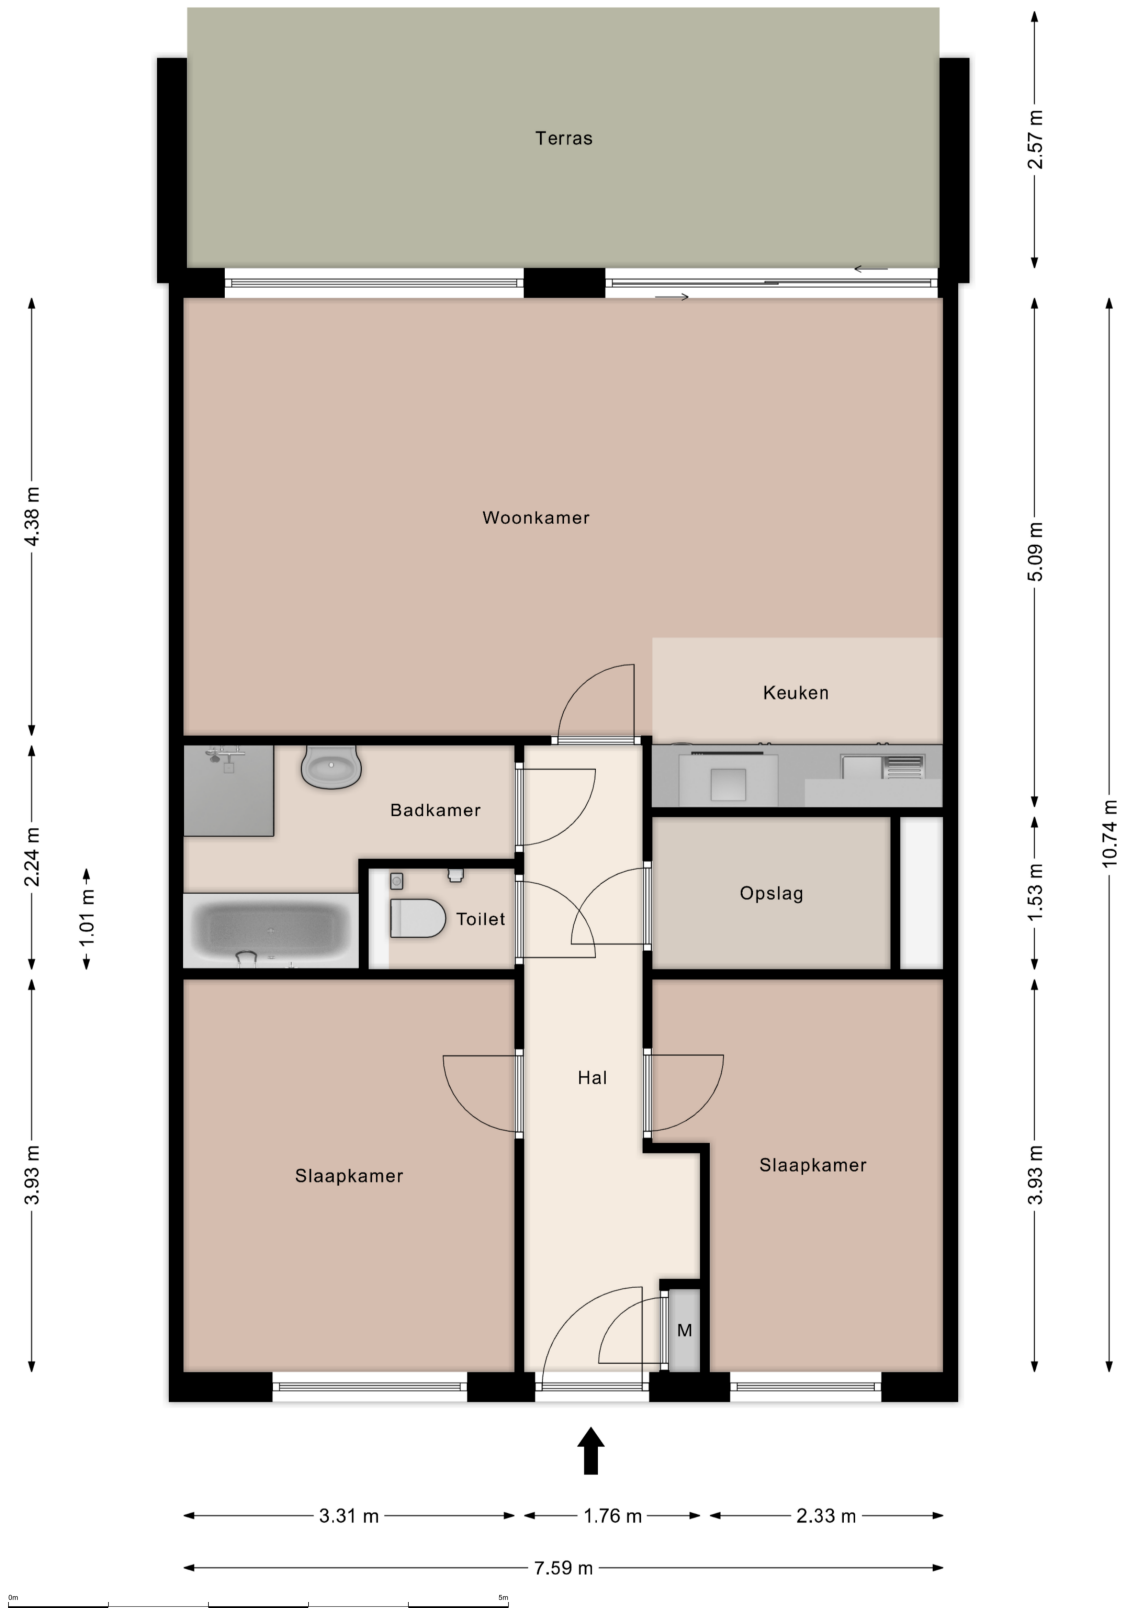 Terras
2.57 m
Woonkamer
4.38 m
5.09 m
Keuken
Badkamer
2.24 m
10.74 m
Opslag
1.53 m
Toilet
1.01 m
Hal
Slaapkamer
Slaapkamer
3.93 m
3.93 m
M
3.31 m
1.76 m
2.33 m
7.59 m
0m
5m